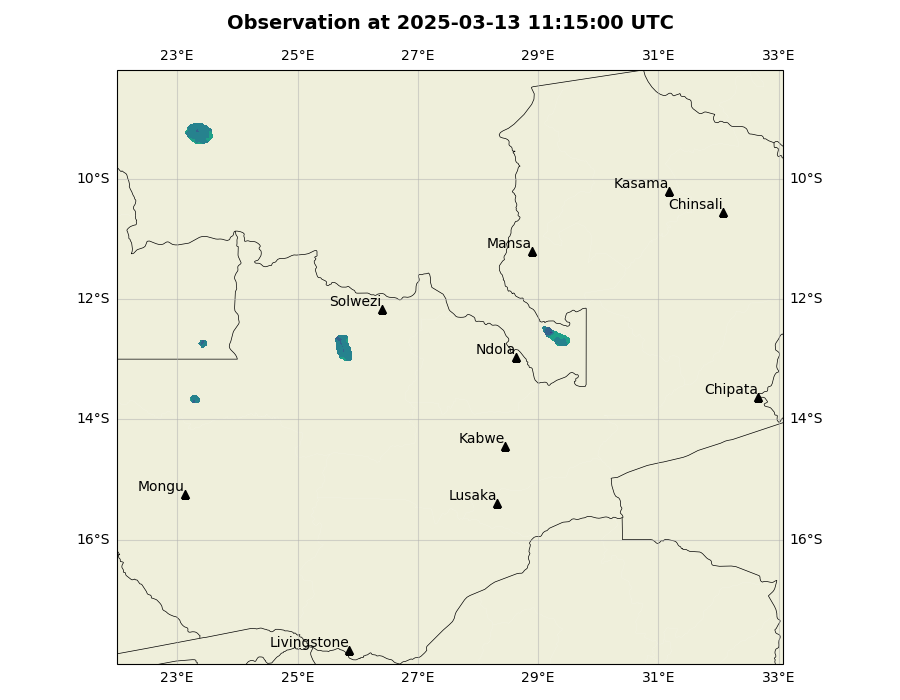 Observation at 2025-03-13 11:15:00 UTC
23°E 25°E 27°E 29°E 31°E 33°E
10°S 10°S
Kasama
Chinsali
Mansa
12°S 12°S
Solwezi
Ndola
Chipata
14°S 14°S
Kabwe
Mongu
Lusaka
16°S 16°S
Livingstone
23°E 25°E 27°E 29°E 31°E 33°E